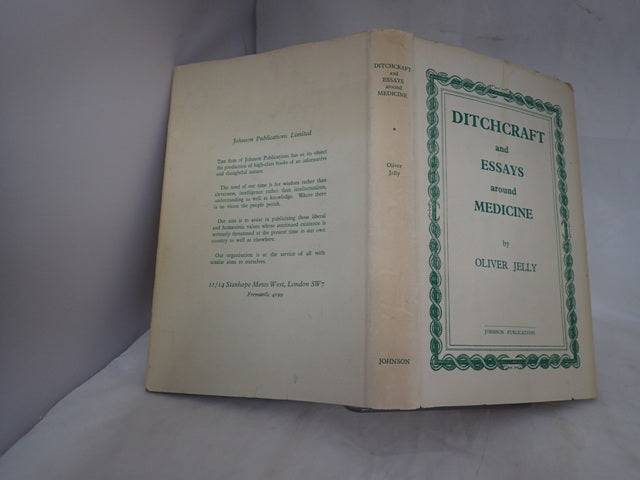 Johnson Publications Limited
THE firm of Johnson Publications has as its object
the production of high-class books of an informative
and thoughtful nature.
The need of our time is for wisdom rather than
cleverness, intelligence rather than intellectualism,
understanding as well as knowledge. Where there
is no vision the people perish.
Our aim is to assist in publicising those liberal
and humanistic values whose continued existence is
seriously threatened at the present time in our own
country as well as elsewhere.
Our organisation is at the service of all with
similar aims to ourselves.
11/14 Stanhope Mews West, London SW7
Fremantle 4299
DITCHCRAFT
and
ESSAYS
around
MEDICINE
Oliver
Jelly
JOHNSON
DITCHCRAFT
and
ESSAYS
around
MEDICINE
by
OLIVER JELLY
JOHNSON PUBLICATIONS